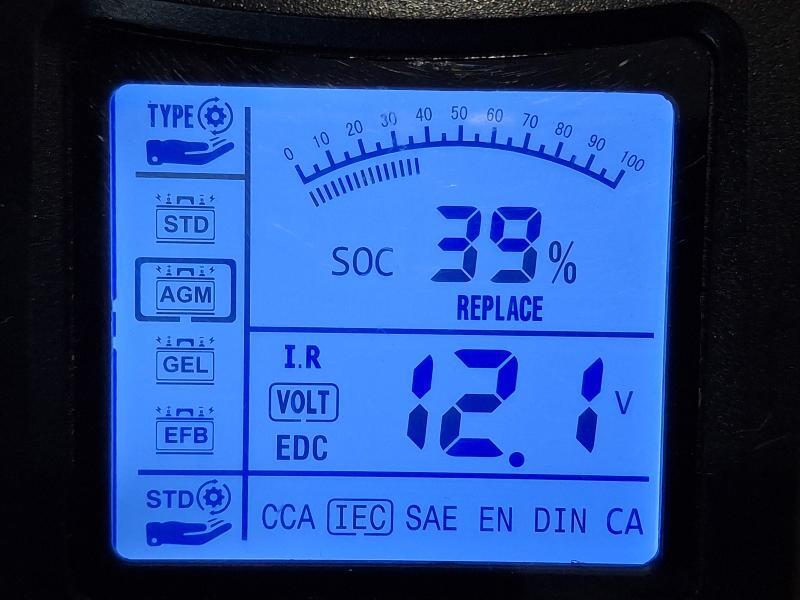 TYPE
0 10 20 30 40 50 60 70 80 90 100
STD
AGM
GEL
EFB
SOC 39%
REPLACE
I.R
VOLT
EDC
12.1 V
STD
CCA IEC SAE EN DIN CA